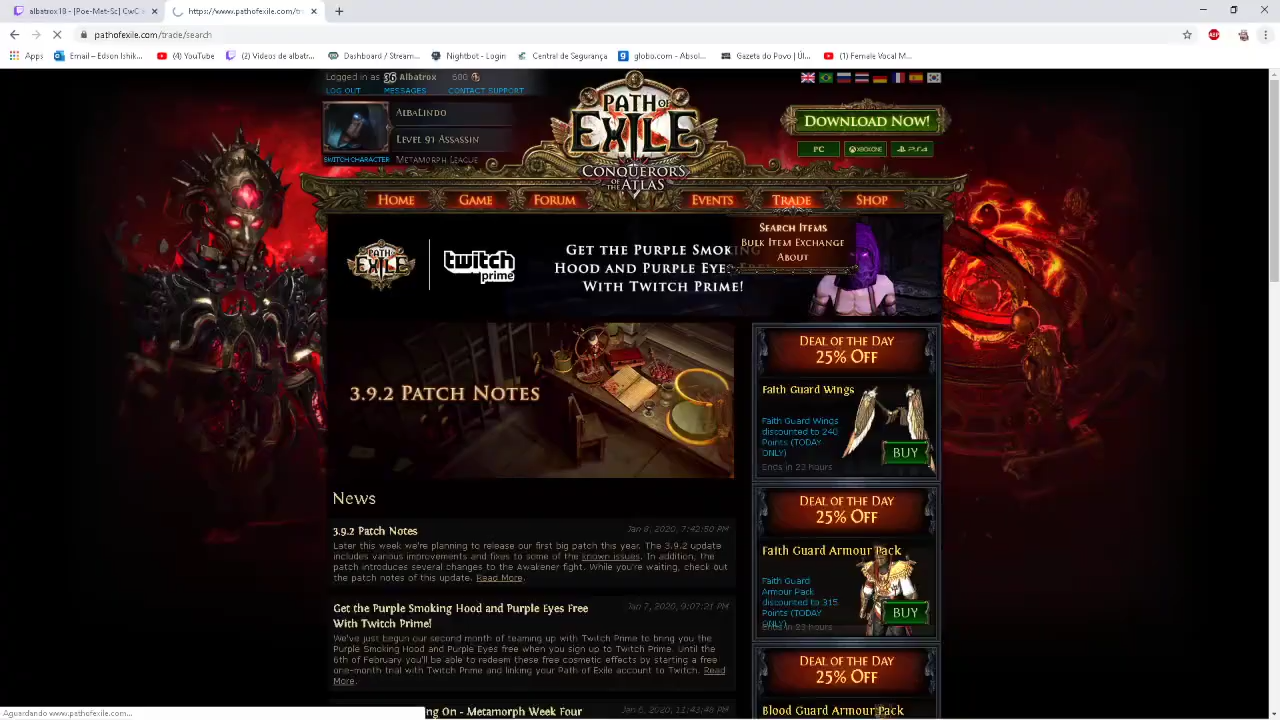 albatrox18 - [Poe-Met-Sc] CwC
https://www.pathofexile.com/tra
pathofexile.com/trade/search
Apps
Email – Edson Ishik...
(4) YouTube
(2) Videos de albatr...
Dashboard / Stream...
Nightbot - Login
Central de Segurança
globo.com - Absol...
Gazeta do Povo | Úl...
(1) Female Vocal M...
Logged in as 36 Albatrox 600
LOG OUT MESSAGES CONTACT SUPPORT
AlbaLindo
Level 91 Assassin
SWITCH CHARACTER Metamorph League
PATH OF EXILE
CONQUERORS OF THE ATLAS
DOWNLOAD NOW!
PC XBOX ONE PS4
HOME GAME FORUM EVENTS TRADE SHOP
SEARCH ITEMS
BULK ITEM EXCHANGE
ABOUT
PATH OF EXILE
twitch prime
GET THE PURPLE SMOKING
HOOD AND PURPLE EYES
WITH TWITCH PRIME!
3.9.2 PATCH NOTES
Deal of the Day
25% Off
Faith Guard Wings
Faith Guard Wings
discounted to 240
Points (TODAY
ONLY)
Ends in 23 hours
BUY
Deal of the Day
25% Off
Faith Guard Armour Pack
Faith Guard
Armour Pack
discounted to 315
Points (TODAY
ONLY)
Ends in 23 hours
BUY
Deal of the Day
25% Off
Blood Guard Armour Pack
News
3.9.2 Patch Notes Jan 8, 2020, 7:42:50 PM
Later this week we're planning to release our first big patch this year. The 3.9.2 update
includes various improvements and fixes to some of the known issues. In addition, the
patch introduces several changes to the Awakener fight. While you're waiting, check out
the patch notes of this update. Read More.
Get the Purple Smoking Hood and Purple Eyes Free Jan 7, 2020, 9:07:21 PM
With Twitch Prime!
We've just begun our second month of teaming up with Twitch Prime to bring you the
Purple Smoking Hood and Purple Eyes free when you sign up to Twitch Prime. Until the
6th of February you'll be able to redeem these free cosmetic effects by starting a free
one-month trial with Twitch Prime and linking your Path of Exile account to Twitch. Read
More.
ng On - Metamorph Week Four Jan 6, 2020, 11:43:48 PM
Aguardando www.pathofexile.com...